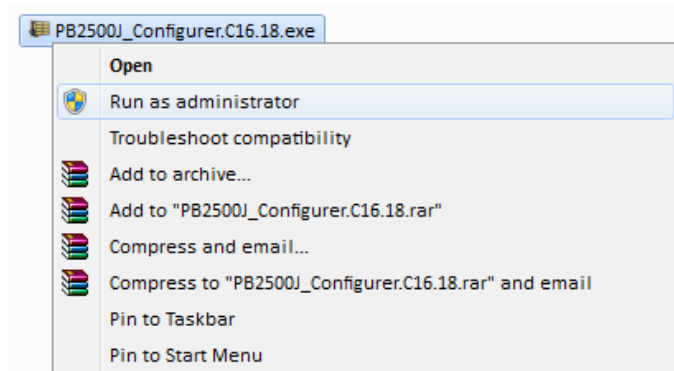 PB2500J_Configurer.C16.18.exe
Open
Run as administrator
Troubleshoot compatibility
Add to archive...
Add to "PB2500J_Configurer.C16.18.rar"
Compress and email...
Compress to "PB2500J_Configurer.C16.18.rar" and email
Pin to Taskbar
Pin to Start Menu